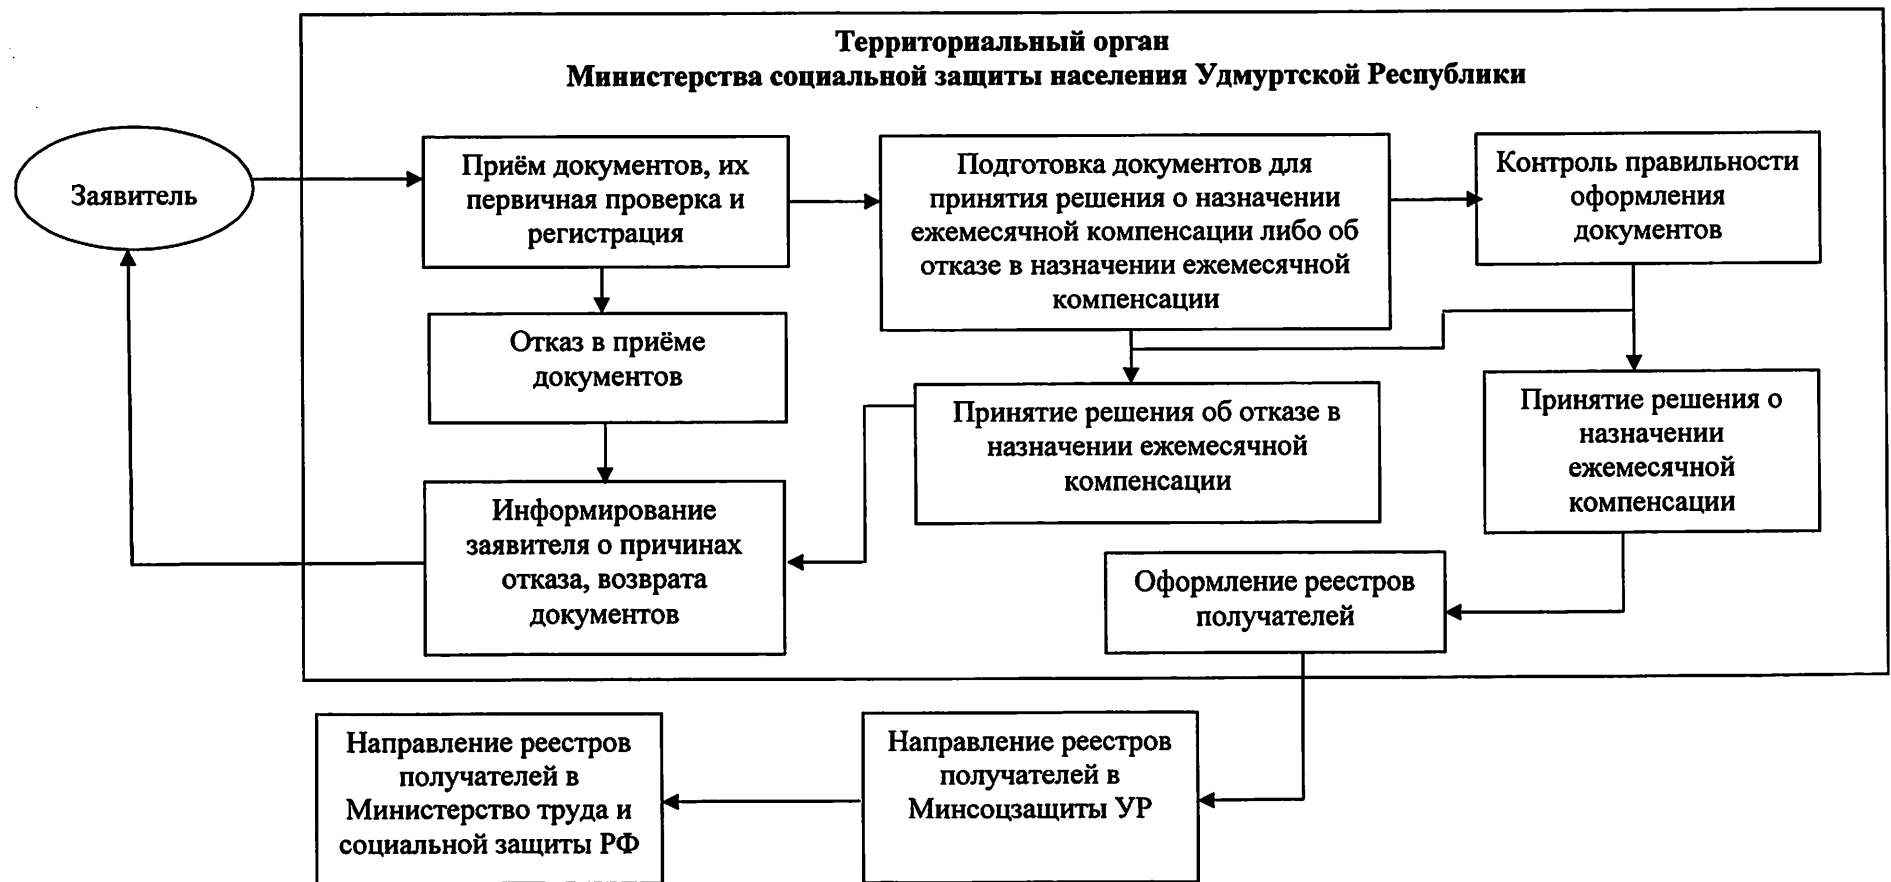 Территориальный орган
Министерства социальной защиты населения Удмуртской Республики
Заявитель
Приём документов, их
первичная проверка и
регистрация
Подготовка документов для
принятия решения о назначении
ежемесячной компенсации либо об
отказе в назначении ежемесячной
компенсации
Контроль правильности
оформления
документов
Отказ в приёме
документов
Принятие решения об отказе в
назначении ежемесячной
компенсации
Принятие решения о
назначении
ежемесячной
компенсации
Информирование
заявителя о причинах
отказа, возврата
документов
Оформление реестров
получателей
Направление реестров
получателей в
Министерство труда и
социальной защиты РФ
Направление реестров
получателей в
Минсоцзащиты УР